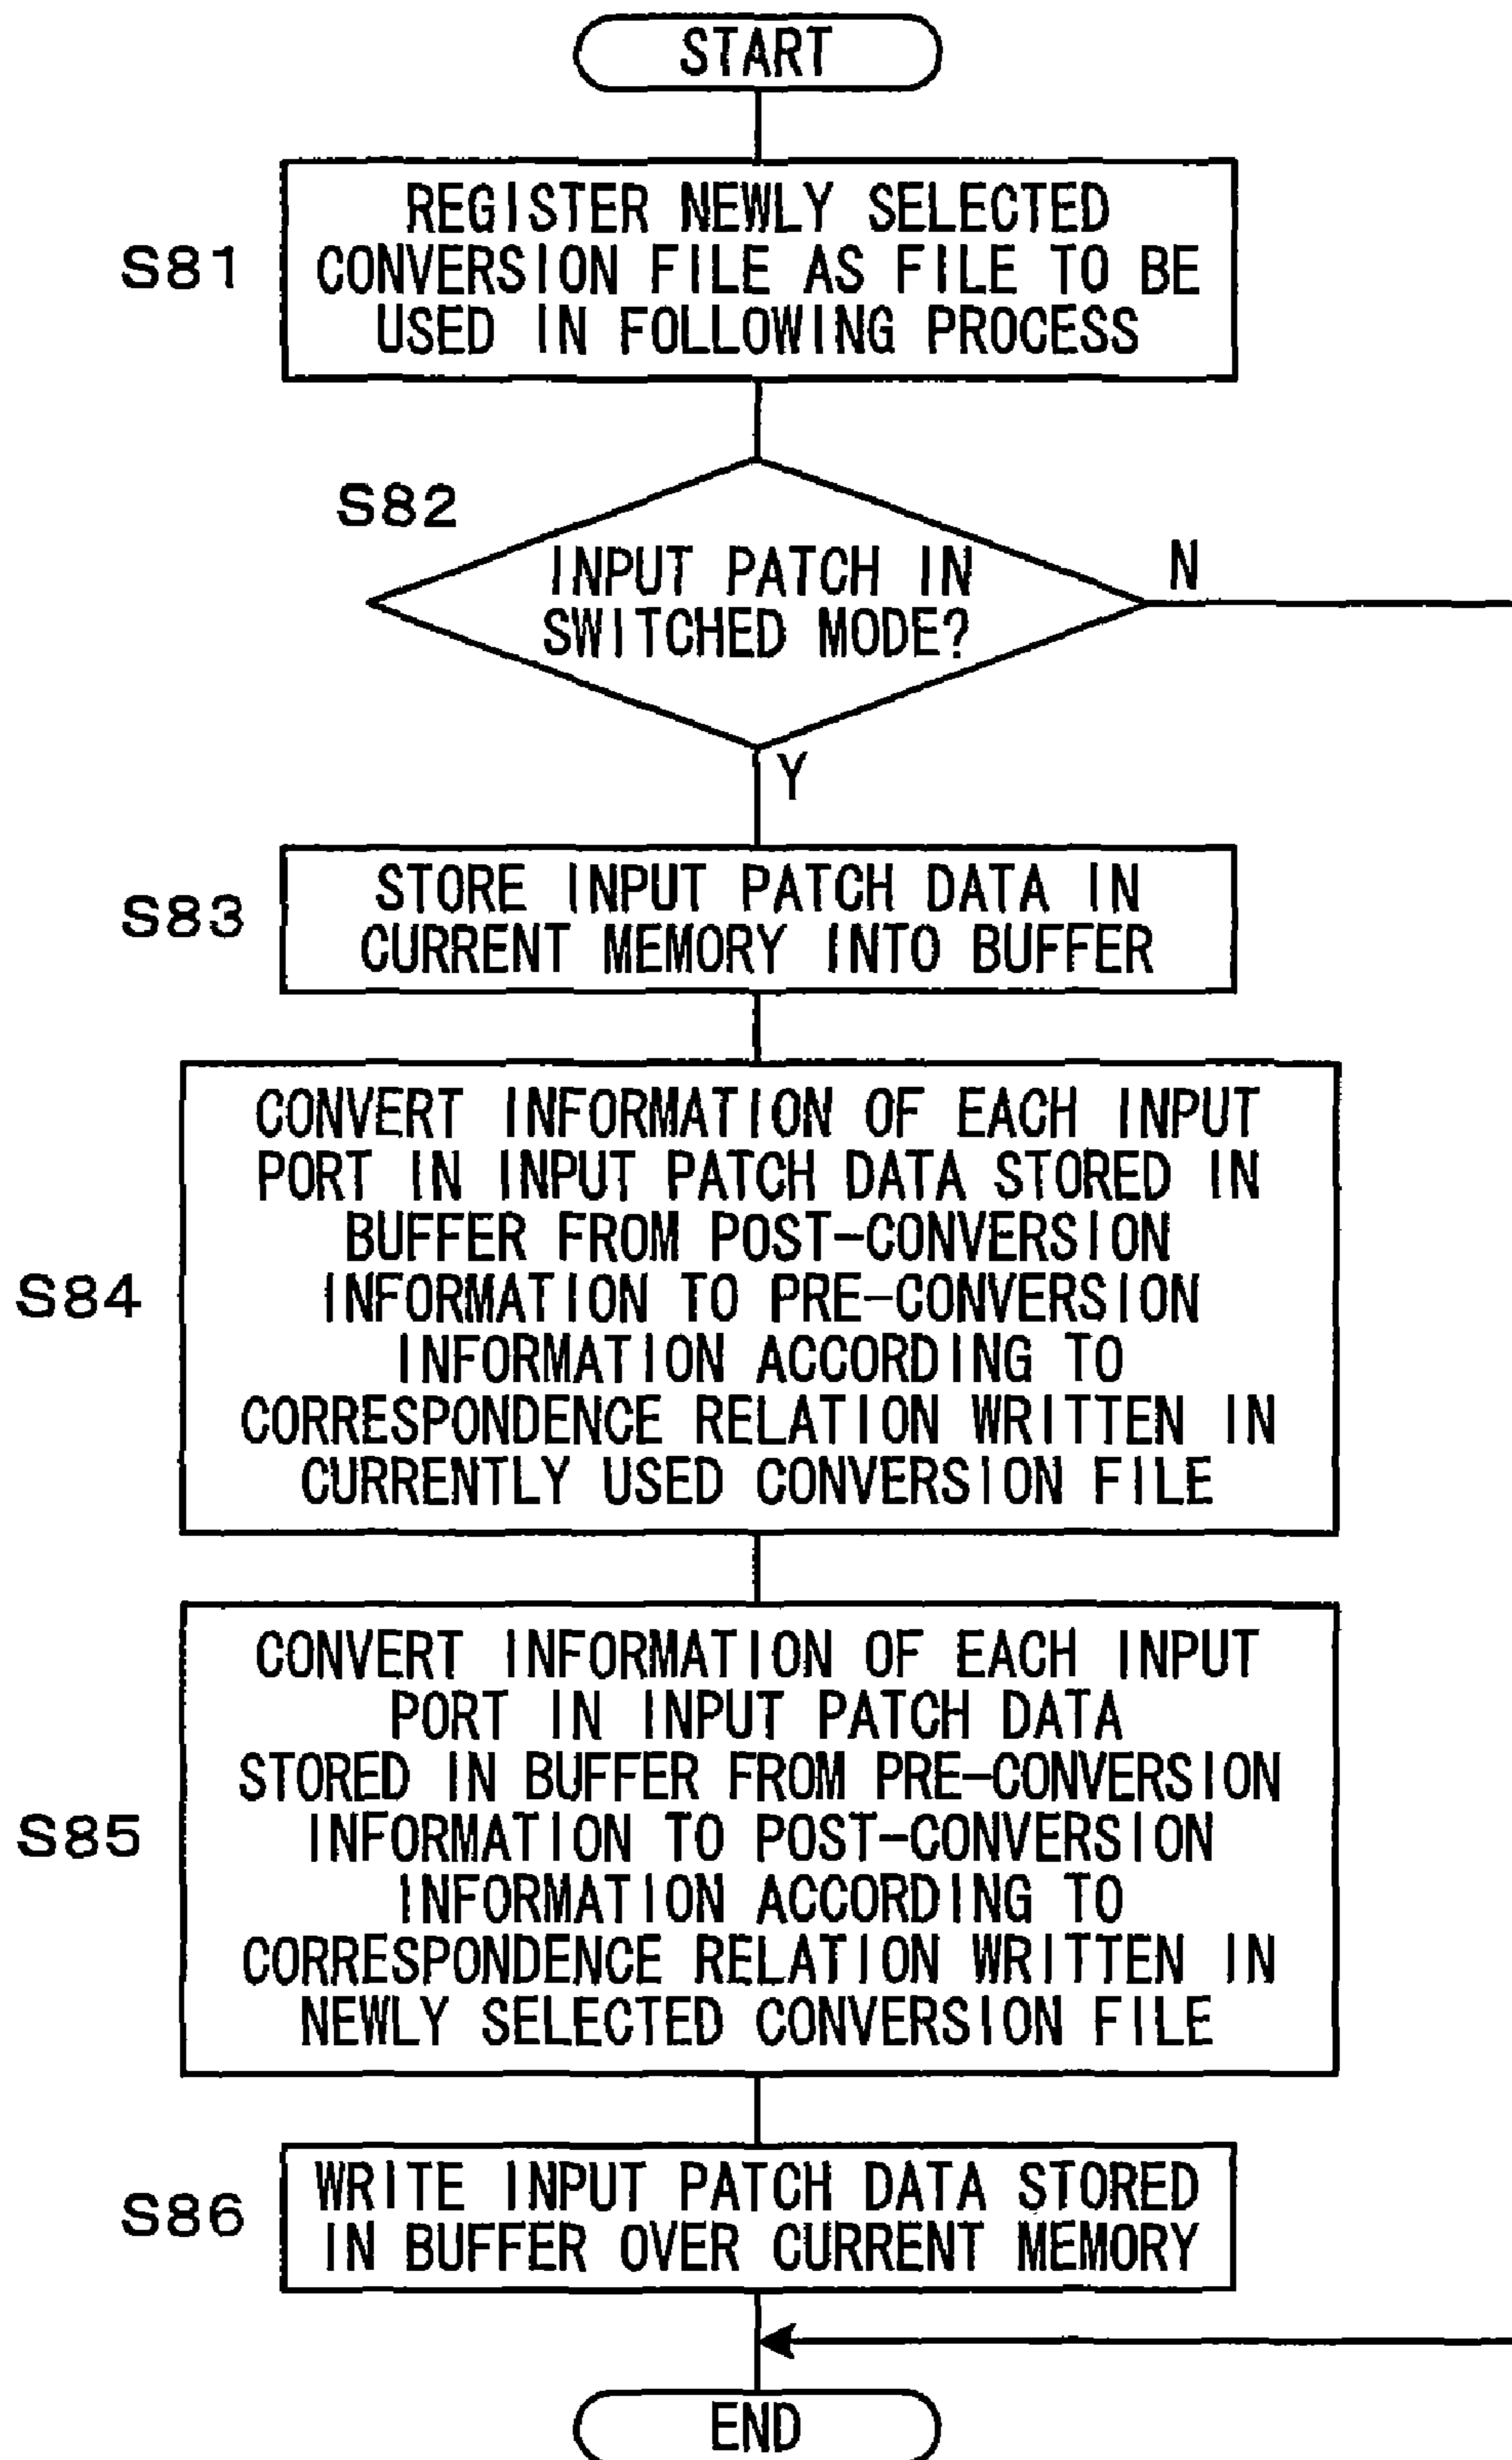 START
S81
REGISTER NEWLY SELECTED
CONVERSION FILE AS FILE TO BE
USED IN FOLLOWING PROCESS
S82
INPUT PATCH IN
SWITCHED MODE?
N
Y
S83
STORE INPUT PATCH DATA IN
CURRENT MEMORY INTO BUFFER
S84
CONVERT INFORMATION OF EACH INPUT
PORT IN INPUT PATCH DATA STORED IN
BUFFER FROM POST-CONVERSION
INFORMATION TO PRE-CONVERSION
INFORMATION ACCORDING TO
CORRESPONDENCE RELATION WRITTEN IN
CURRENTLY USED CONVERSION FILE
S85
CONVERT INFORMATION OF EACH INPUT
PORT IN INPUT PATCH DATA
STORED IN BUFFER FROM PRE-CONVERSION
INFORMATION TO POST-CONVERSION
INFORMATION ACCORDING TO
CORRESPONDENCE RELATION WRITTEN IN
NEWLY SELECTED CONVERSION FILE
S86
WRITE INPUT PATCH DATA STORED
IN BUFFER OVER CURRENT MEMORY
END